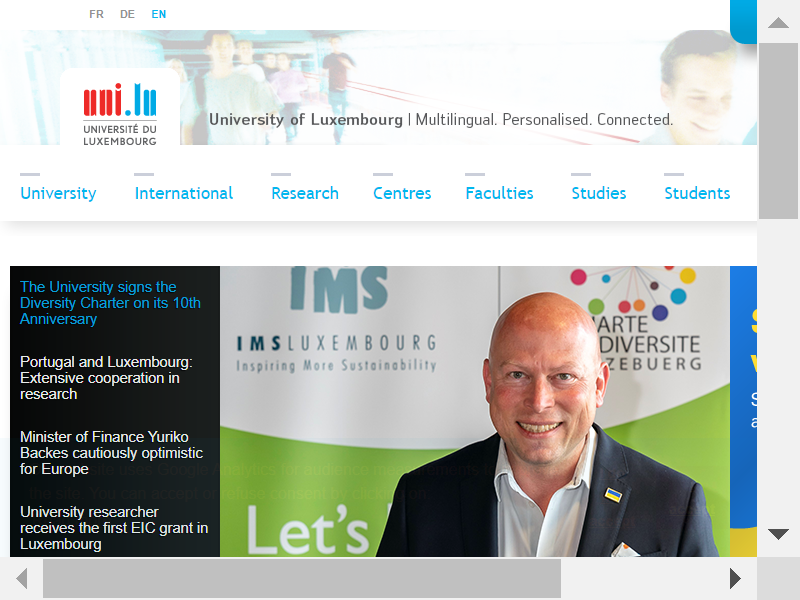 FR DE EN
uni.lu
UNIVERSITÉ DU
LUXEMBOURG
University of Luxembourg | Multilingual. Personalised. Connected.
University International Research Centres Faculties Studies Students
The University signs the
Diversity Charter on its 10th
Anniversary
Portugal and Luxembourg:
Extensive cooperation in
research
Minister of Finance Yuriko
Backes cautiously optimistic
for Europe
University researcher
receives the first EIC grant in
Luxembourg
IMS
IMS LUXEMBOURG
Inspiring More Sustainability
ARTE
DIVERSITE
ZEBUERG
Let's